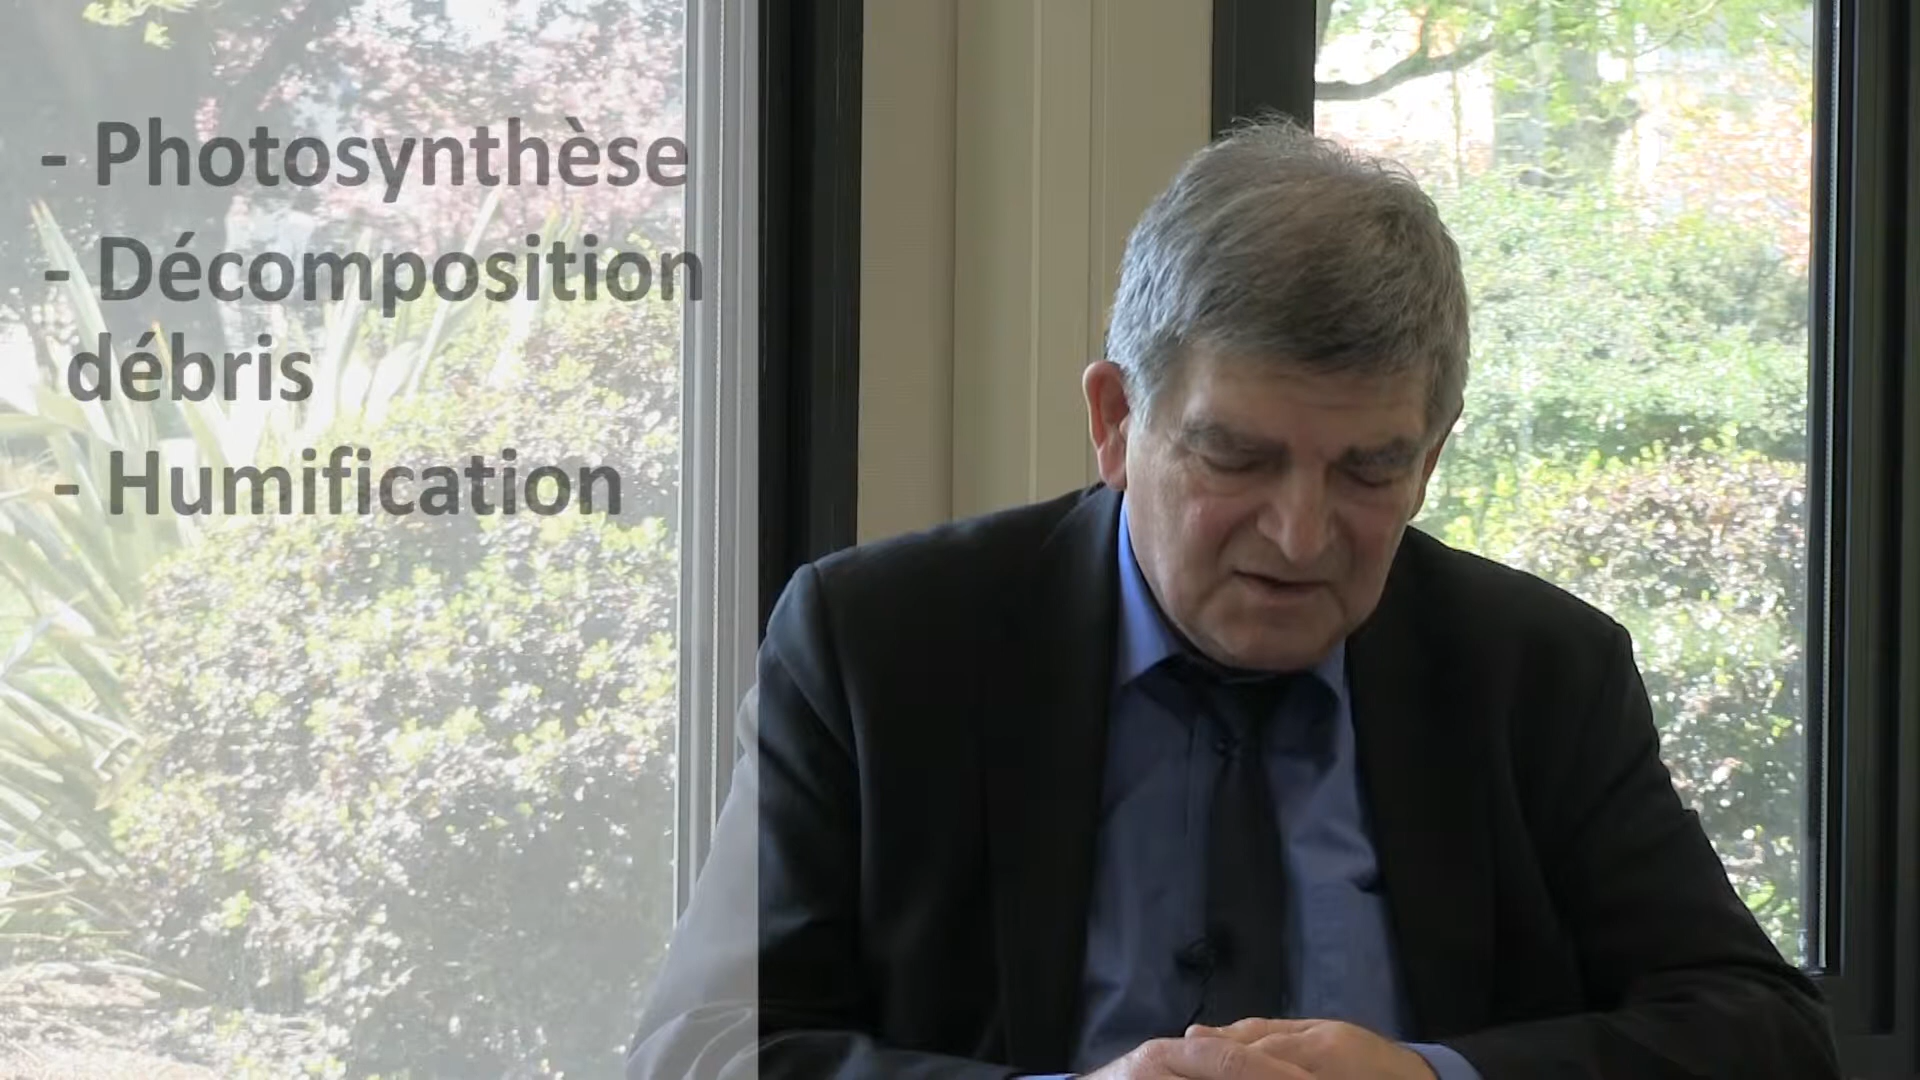 - Photosynthèse
- Décomposition
débris
- Humification